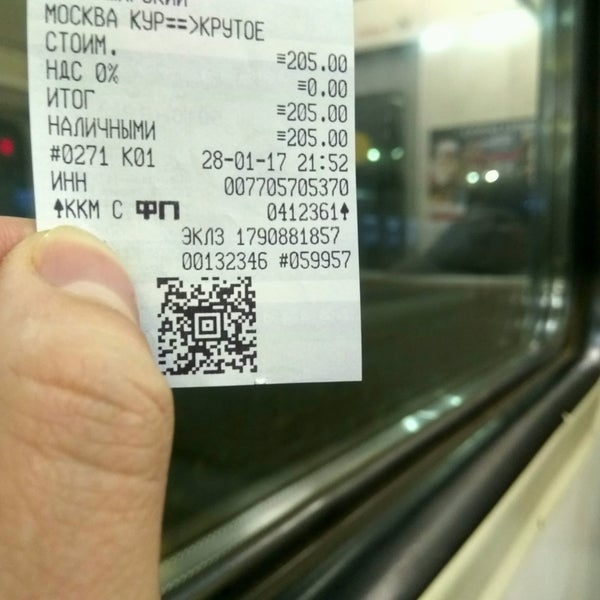 МОСКВА КУР==>КРУТОЕ
СТОИМ.
≡205.00
НДС 0%
≡0.00
ИТОГ
≡205.00
НАЛИЧНЫМИ
≡205.00
#0271 К01 28-01-17 21:52
ИНН 007705705370
↑ККМ С ФП 0412361↑
ЭКЛЗ 1790881857
00132346 #059957